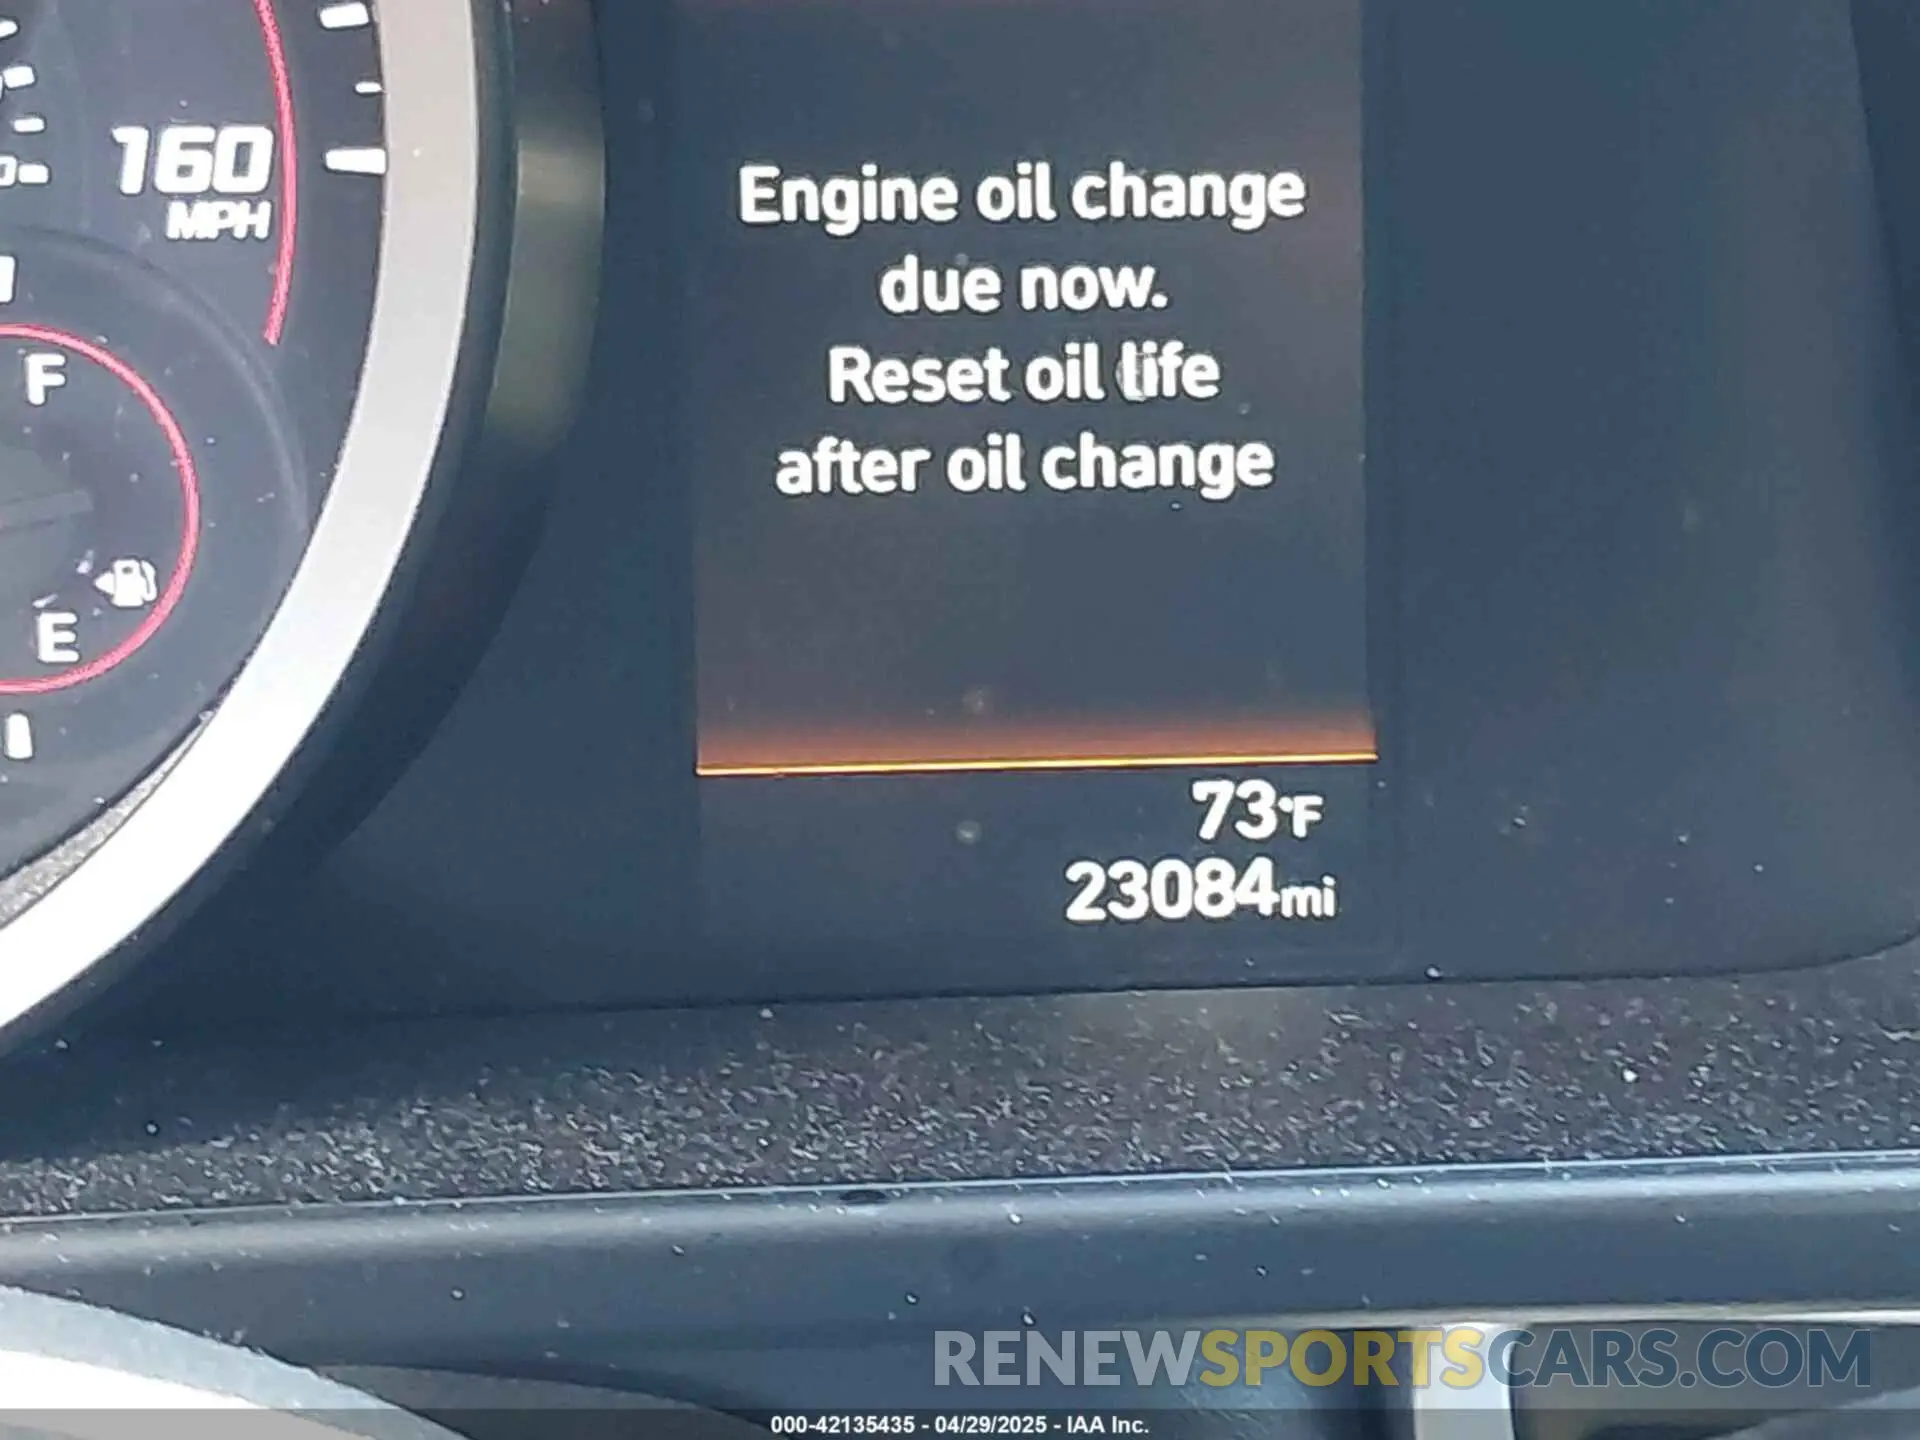 160
MPH
F
E
Engine oil change
due now.
Reset oil life
after oil change
73°F
23084mi
RENEWSPORTSCARS.COM
000-42135435 - 04/29/2025 - IAA Inc.